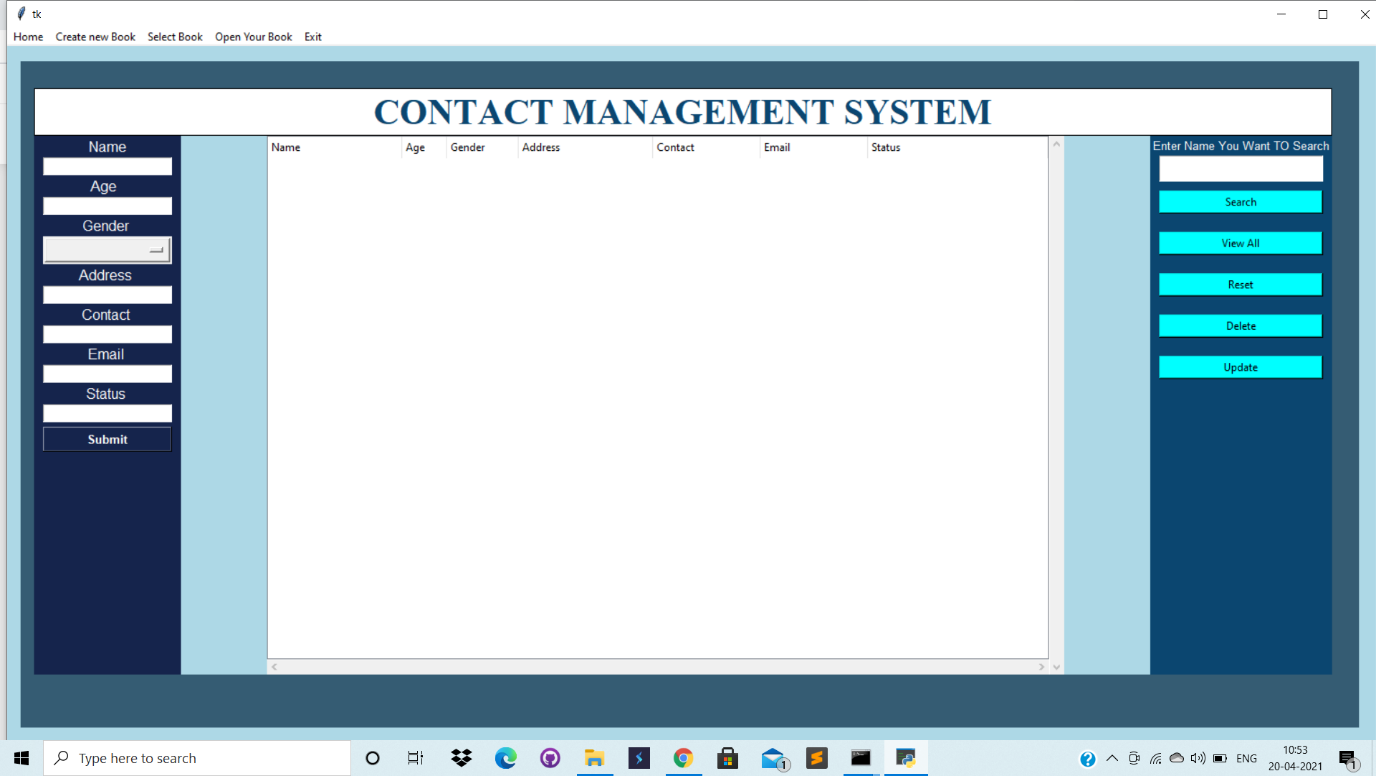 tk
Home Create new Book Select Book Open Your Book Exit
CONTACT MANAGEMENT SYSTEM
Name
Age
Gender
Address
Contact
Email
Status
Submit
Name Age Gender Address Contact Email Status
Enter Name You Want TO Search
Search
View All
Reset
Delete
Update
Type here to search
1
ENG
10:53
20-04-2021
1